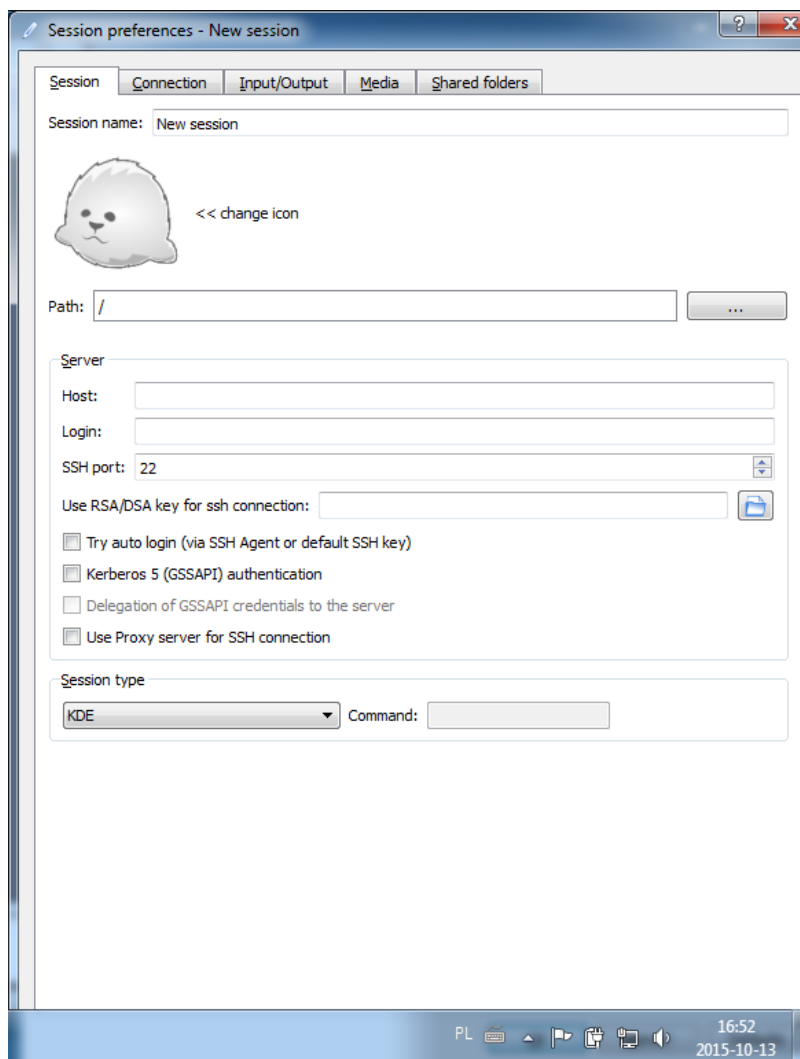 Session preferences - New session
? X
Session Connection Input/Output Media Shared folders
Session name: New session
<< change icon
Path: / ...
Server
Host:
Login:
SSH port: 22
Use RSA/DSA key for ssh connection:
Try auto login (via SSH Agent or default SSH key)
Kerberos 5 (GSSAPI) authentication
Delegation of GSSAPI credentials to the server
Use Proxy server for SSH connection
Session type
KDE Command:
PL 16:52
2015-10-13